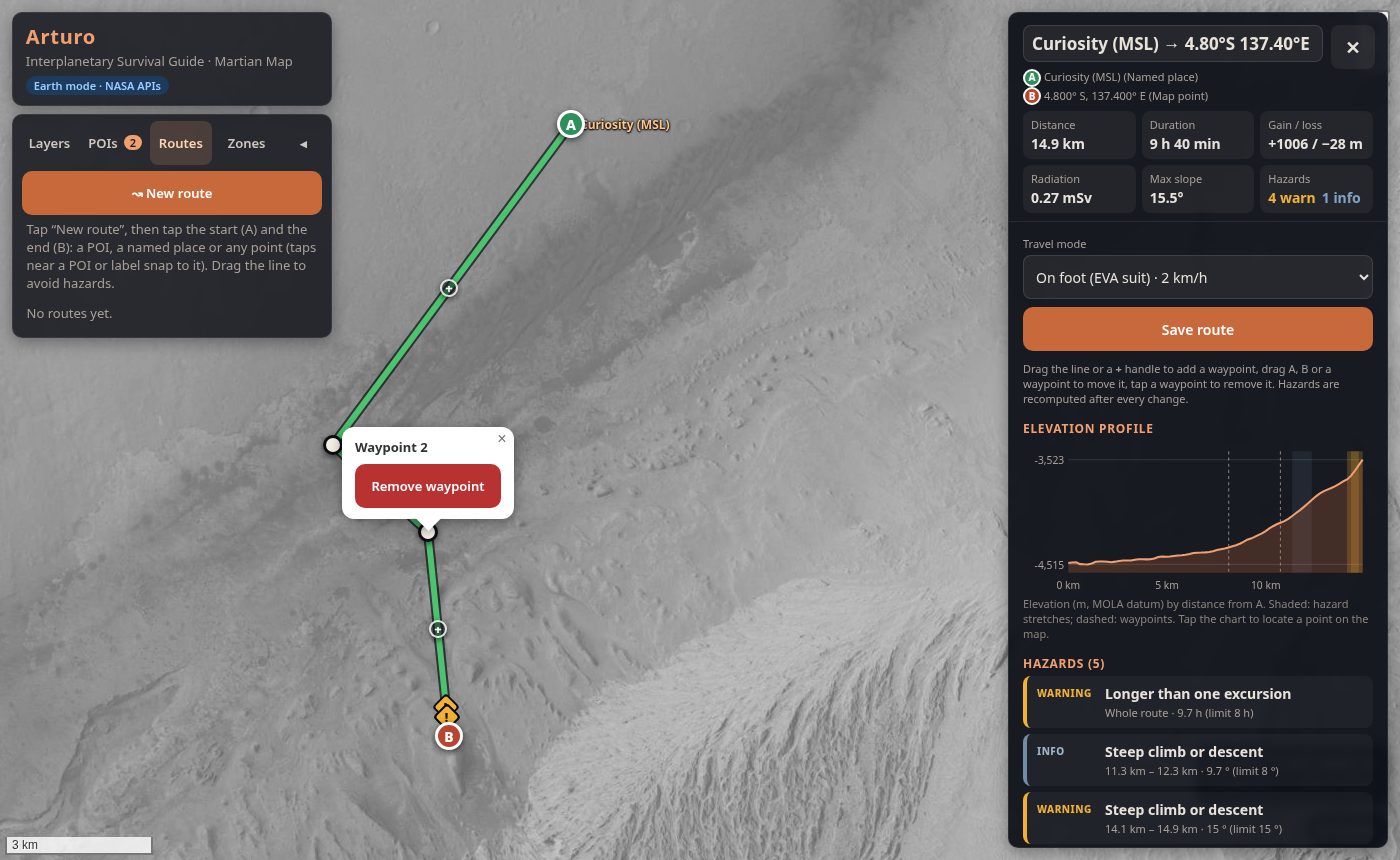 Arturo
Interplanetary Survival Guide · Martian Map
Earth mode · NASA APIs
Layers POIs 2 Routes Zones ◂
↝ New route
Tap “New route”, then tap the start (A) and the
end (B): a POI, a named place or any point (taps
near a POI or label snap to it). Drag the line to
avoid hazards.
No routes yet.
A Curiosity (MSL)
+
Waypoint 2 ×
Remove waypoint
+
!
B
3 km
Curiosity (MSL) → 4.80°S 137.40°E ✕
A Curiosity (MSL) (Named place)
B 4.800° S, 137.400° E (Map point)
Distance
14.9 km
Duration
9 h 40 min
Gain / loss
+1006 / −28 m
Radiation
0.27 mSv
Max slope
15.5°
Hazards
4 warn 1 info
Travel mode
On foot (EVA suit) · 2 km/h
Save route
Drag the line or a + handle to add a waypoint, drag A, B or a
waypoint to move it, tap a waypoint to remove it. Hazards are
recomputed after every change.
ELEVATION PROFILE
-3,523
-4,515
0 km 5 km 10 km
Elevation (m, MOLA datum) by distance from A. Shaded: hazard
stretches; dashed: waypoints. Tap the chart to locate a point on the
map.
HAZARDS (5)
WARNING Longer than one excursion
Whole route · 9.7 h (limit 8 h)
INFO Steep climb or descent
11.3 km – 12.3 km · 9.7 ° (limit 8 °)
WARNING Steep climb or descent
14.1 km – 14.9 km · 15 ° (limit 15 °)